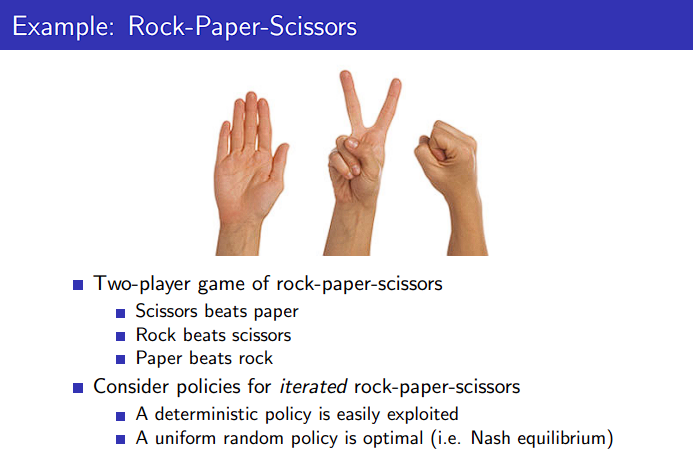 Example: Rock-Paper-Scissors
Two-player game of rock-paper-scissors
Scissors beats paper
Rock beats scissors
Paper beats rock
Consider policies for iterated rock-paper-scissors
A deterministic policy is easily exploited
A uniform random policy is optimal (i.e. Nash equilibrium)